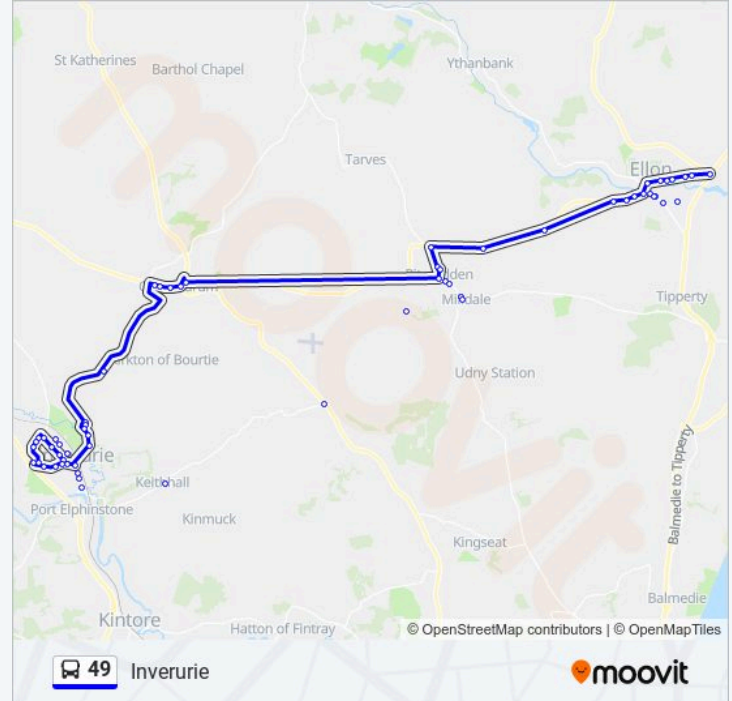 St Katherines
Barthol Chapel
Ythanbank
Tarves
Ellon
Tipperty
Udny Station
Balmedie to Tipperty
Port Elphinstone
Kinmuck
Kingseat
Balmedie
Kintore
Hatton of Fintray
© OpenStreetMap contributors | © OpenMapTiles
49 Inverurie
moovit